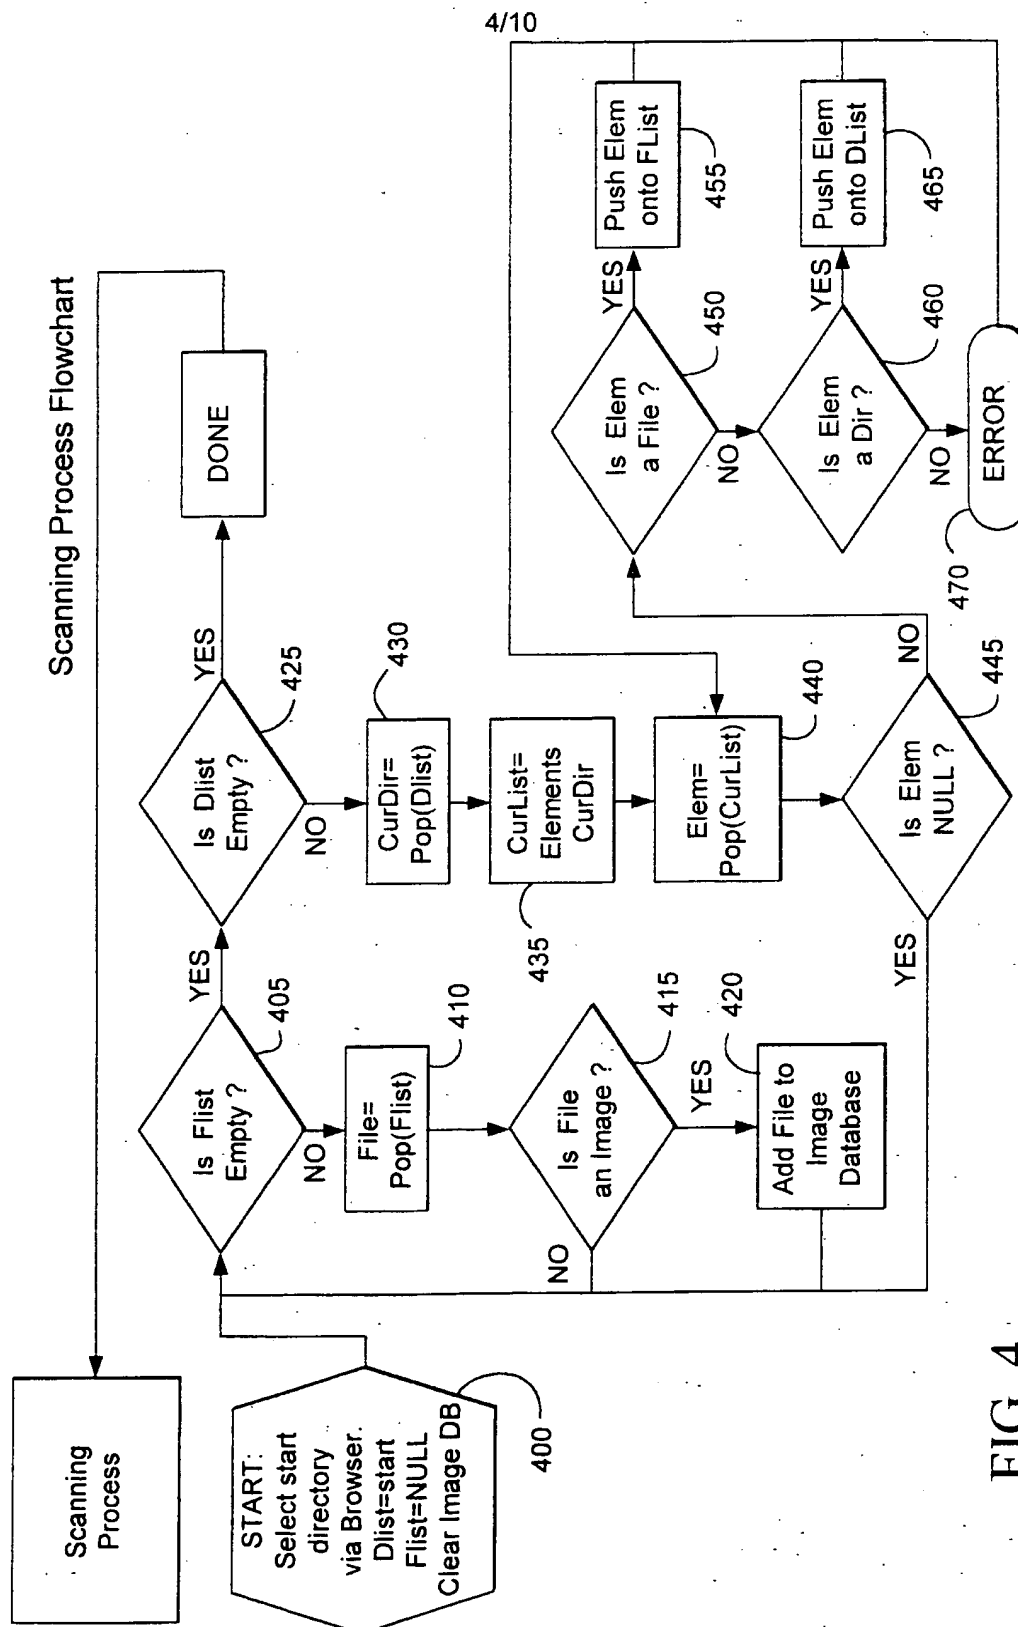 4/10
Scanning Process Flowchart
Scanning
Process
START:
Select start
directory
via Browser.
Dlist=start
Flist=NULL
Clear Image DB
400
Is Flist
Empty ?
405
YES
NO
File=
Pop(Flist)
410
Is File
an Image ?
415
NO
YES
Add File to
Image
Database
420
Is Dlist
Empty ?
425
YES
NO
DONE
CurDir=
Pop(Dlist)
430
CurList=
Elements
CurDir
435
Elem=
Pop(CurList)
440
Is Elem
NULL ?
445
YES
NO
Is Elem
a File ?
450
YES
NO
Push Elem
onto FList
455
Is Elem
a Dir ?
460
YES
NO
Push Elem
onto DList
465
ERROR
470
FIG. 4